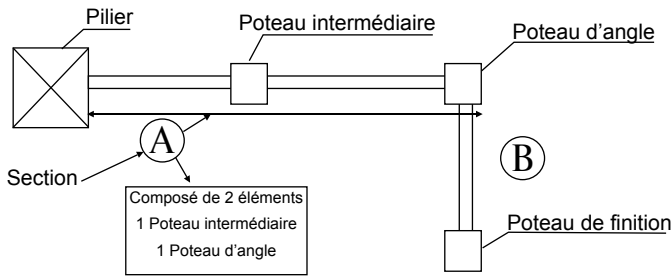 Pilier
Poteau intermédiaire
Poteau d’angle
A
B
Section
Composé de 2 éléments
1 Poteau intermédiaire
1 Poteau d’angle
Poteau de finition